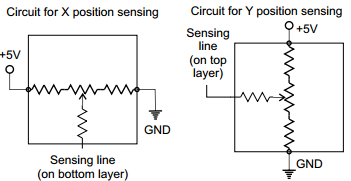 Circuit for X position sensing
+5V
GND
Sensing line
(on bottom layer)
Circuit for Y position sensing
+5V
Sensing
line
(on top
layer)
GND